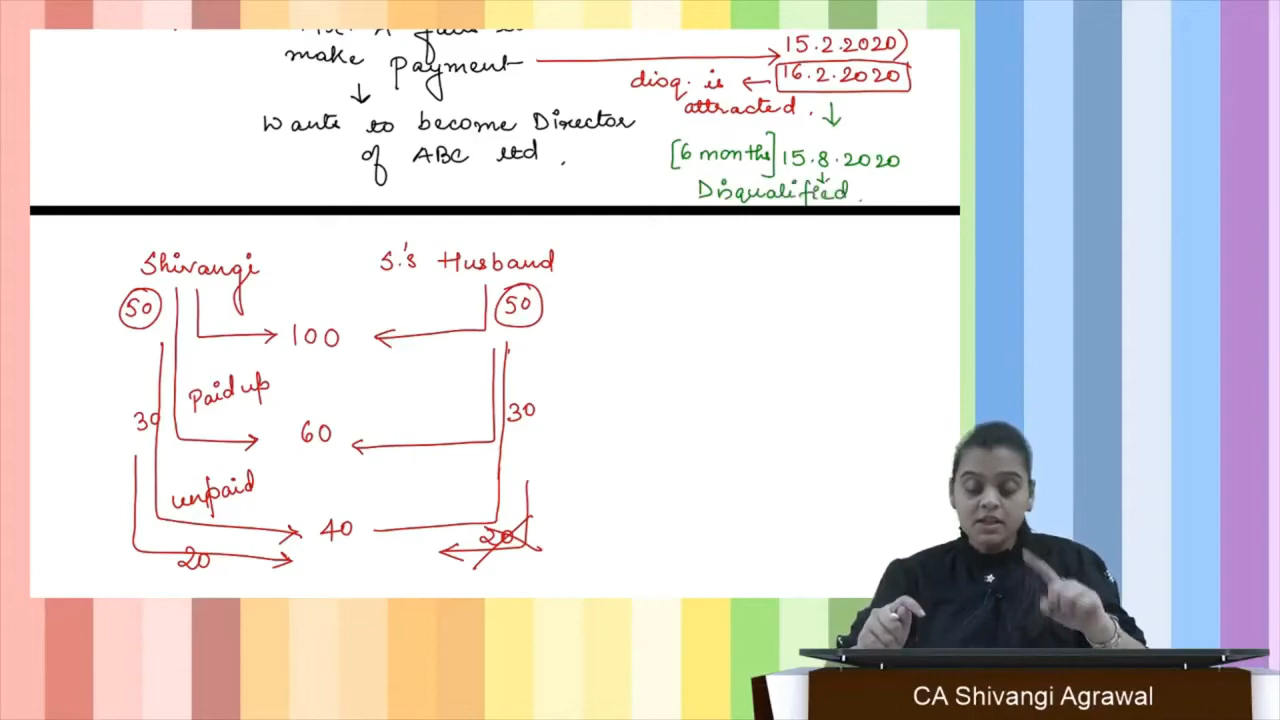 make Payment
15.2.2020)
16.2.2020
disq. is
attracted.
Wants to become Director
of ABC Ltd.
[6 months] 15.8.2020
Disqualified.
Shivangi S.'s Husband
50 50
100
Paid up
30 30
60
unpaid
40
20 20
CA Shivangi Agrawal